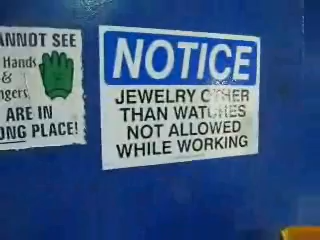 ANNOT SEE
Hands
&
ngers
ARE IN
ONG PLACE!
NOTICE
JEWELRY OTHER
THAN WATCHES
NOT ALLOWED
WHILE WORKING